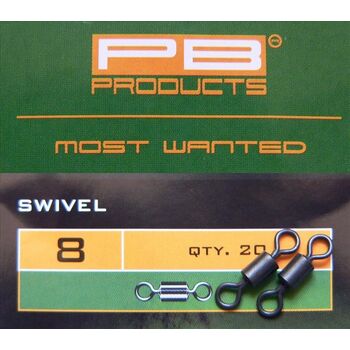 PB
PRODUCTS
MOST WANTED
SWIVEL
8
QTY. 20